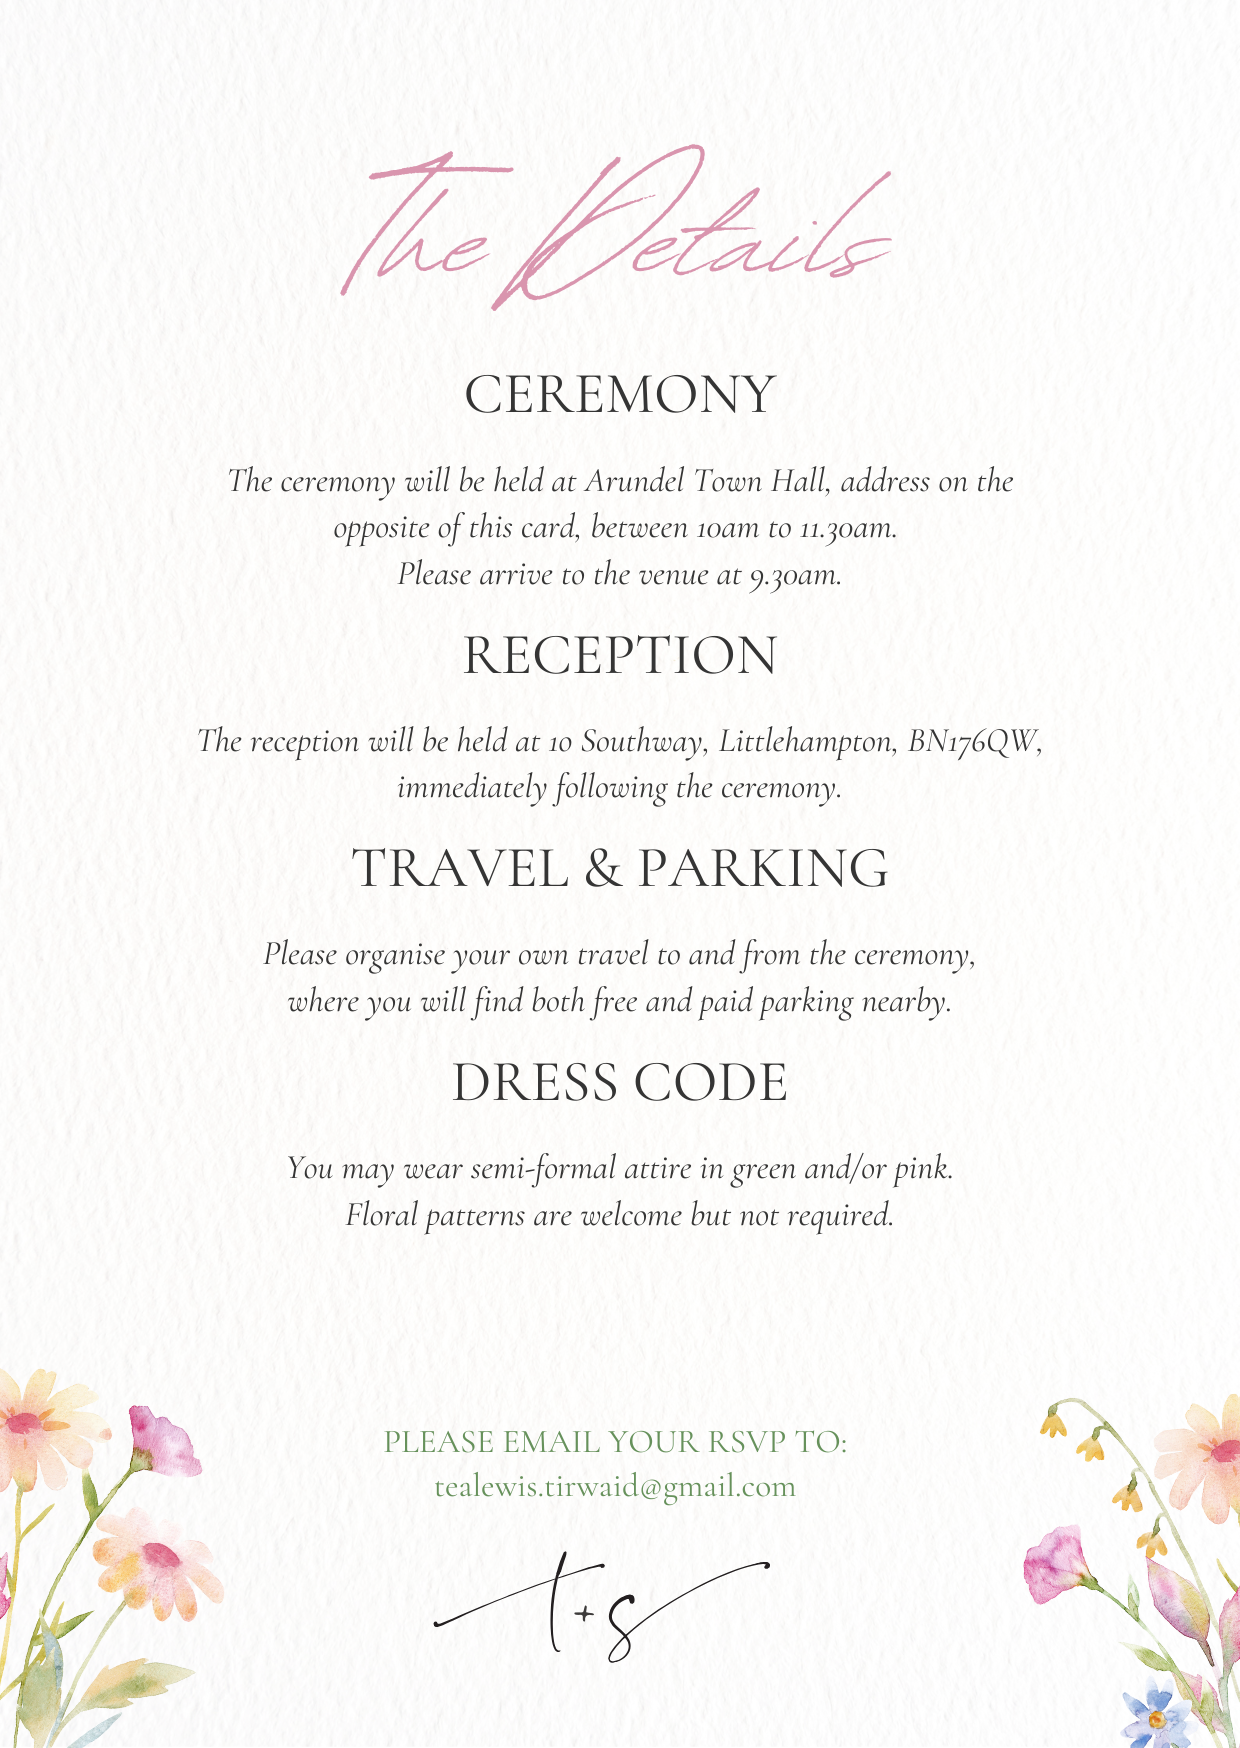 The Details
CEREMONY
The ceremony will be held at Arundel Town Hall, address on the
opposite of this card, between 10am to 11.30am.
Please arrive to the venue at 9.30am.
RECEPTION
The reception will be held at 10 Southway, Littlehampton, BN176QW,
immediately following the ceremony.
TRAVEL & PARKING
Please organise your own travel to and from the ceremony,
where you will find both free and paid parking nearby.
DRESS CODE
You may wear semi-formal attire in green and/or pink.
Floral patterns are welcome but not required.
PLEASE EMAIL YOUR RSVP TO:
tealewis.tirwaid@gmail.com
t+s